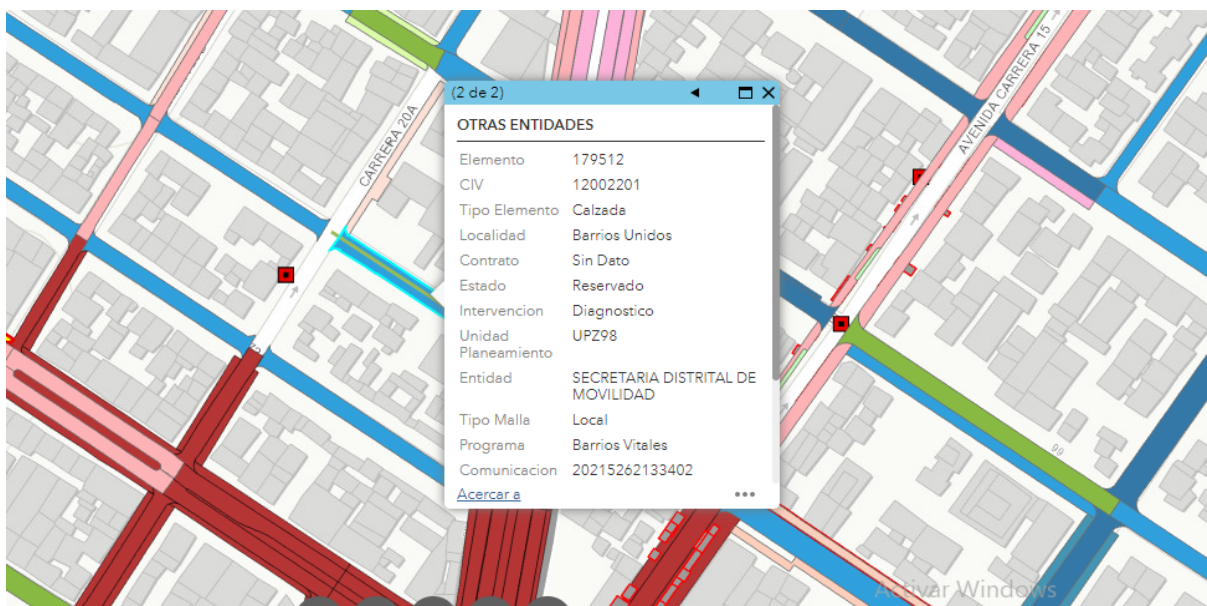 CARRERA 20A
AVENIDA CARRERA 15
(2 de 2)
OTRAS ENTIDADES
Elemento 179512
CIV 12002201
Tipo Elemento Calzada
Localidad Barrios Unidos
Contrato Sin Dato
Estado Reservado
Intervencion Diagnostico
Unidad Planeamiento UPZ98
Entidad SECRETARIA DISTRITAL DE
MOVILIDAD
Tipo Malla Local
Programa Barrios Vitales
Comunicacion 20215262133402
Acercar a
Activar Windows